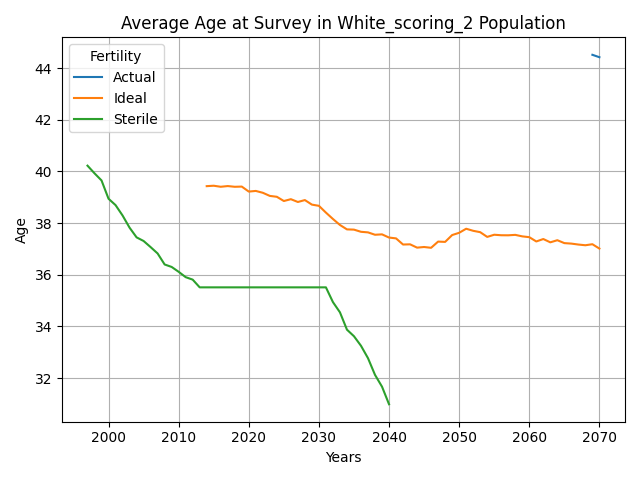 Average Age at Survey in White_scoring_2 Population
Fertility
Actual
Ideal
Sterile
44
42
40
38
36
34
32
Age
2000 2010 2020 2030 2040 2050 2060 2070
Years